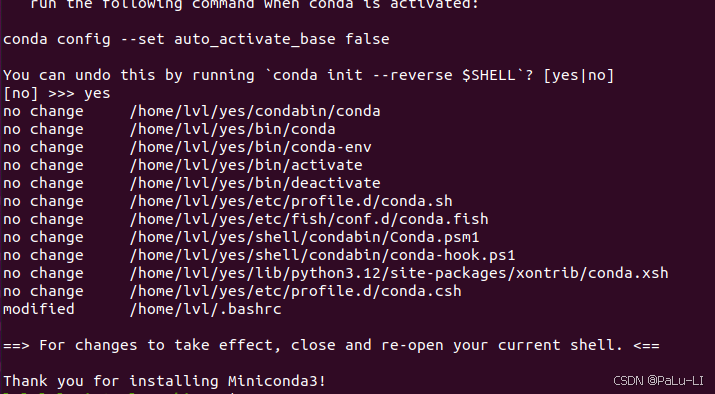 run the following command when conda is activated:
conda config --set auto_activate_base false
You can undo this by running `conda init --reverse $SHELL`? [yes|no]
[no] >>> yes
no change     /home/lvl/yes/condabin/conda
no change     /home/lvl/yes/bin/conda
no change     /home/lvl/yes/bin/conda-env
no change     /home/lvl/yes/bin/activate
no change     /home/lvl/yes/bin/deactivate
no change     /home/lvl/yes/etc/profile.d/conda.sh
no change     /home/lvl/yes/etc/fish/conf.d/conda.fish
no change     /home/lvl/yes/shell/condabin/Conda.psm1
no change     /home/lvl/yes/shell/condabin/conda-hook.ps1
no change     /home/lvl/yes/lib/python3.12/site-packages/xontrib/conda.xsh
no change     /home/lvl/yes/etc/profile.d/conda.csh
modified      /home/lvl/.bashrc
==> For changes to take effect, close and re-open your current shell. <==
Thank you for installing Miniconda3!
CSDN @PaLu-LI